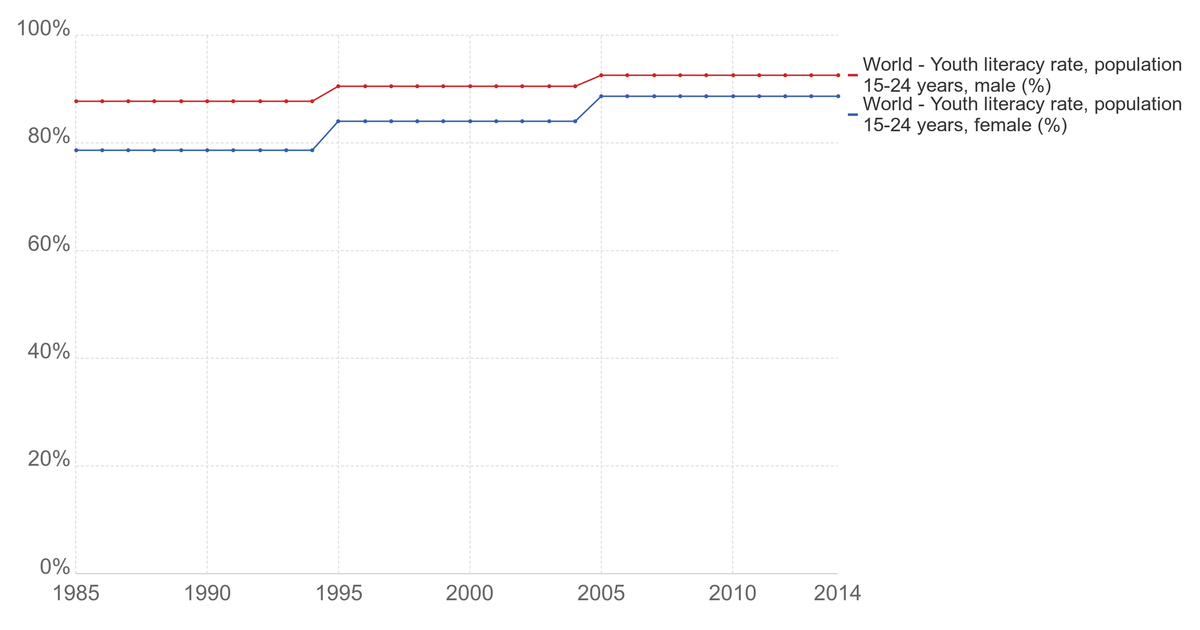 100%
World - Youth literacy rate, population
15-24 years, male (%)
World - Youth literacy rate, population
15-24 years, female (%)
80%
60%
40%
20%
0%
1985 1990 1995 2000 2005 2010 2014